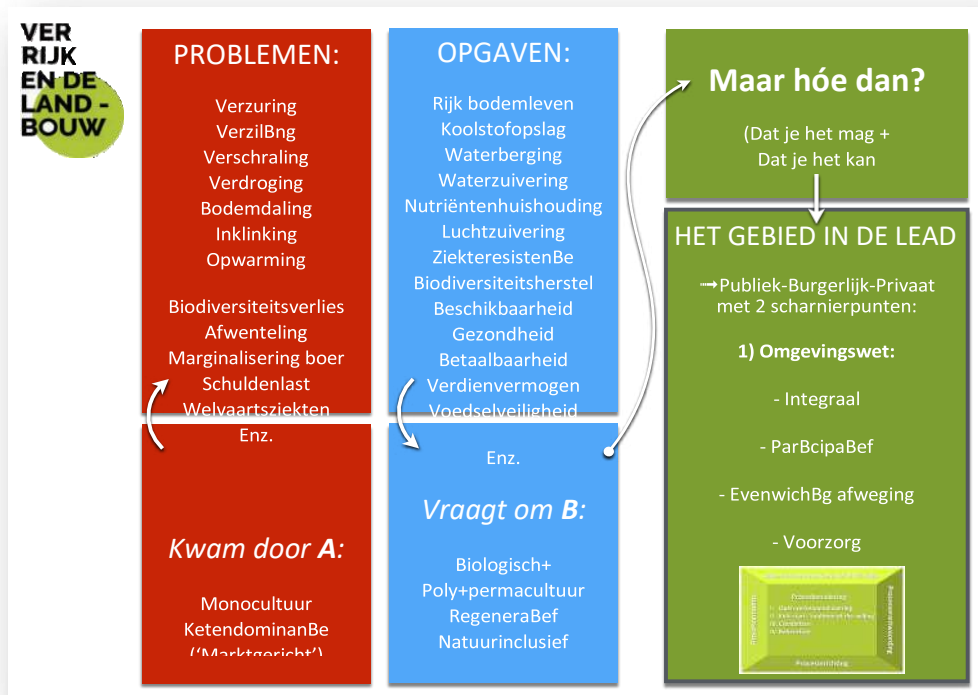 VER
RIJK
EN DE
LAND -
BOUW
PROBLEMEN:
Verzuring
VerzilBng
Verschraling
Verdroging
Bodemdaling
Inklinking
Opwarming
Biodiversiteitsverlies
Afwenteling
Marginalisering boer
Schuldenlast
Welvaartsziekten
Enz.
Kwam door A:
Monocultuur
KetendominanBe
(‘Marktgericht’)
OPGAVEN:
Rijk bodemleven
Koolstofopslag
Waterberging
Waterzuivering
Nutriëntenhuishouding
Luchtzuivering
ZiekteresistenBe
Biodiversiteitsherstel
Beschikbaarheid
Gezondheid
Betaalbaarheid
Verdienvermogen
Voedselveiligheid
Enz.
Vraagt om B:
Biologisch+
Poly+permacultuur
RegeneraBef
Natuurinclusief
Maar hóe dan?
(Dat je het mag +
Dat je het kan
HET GEBIED IN DE LEAD
→Publiek-Burgerlijk-Privaat
met 2 scharnierpunten:
1) Omgevingswet:
- Integraal
- ParBcipaBef
- EvenwichBg afweging
- Voorzorg